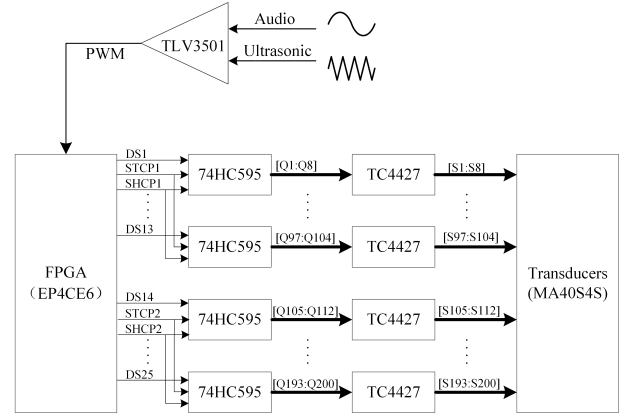 Audio
TLV3501
PWM
Ultrasonic
DS1
STCP1
SHCP1
74HC595
[Q1:Q8]
TC4427
[S1:S8]
DS13
74HC595
[Q97:Q104]
TC4427
[S97:S104]
FPGA
(EP4CE6)
Transducers
(MA40S4S)
DS14
STCP2
SHCP2
74HC595
[Q105:Q112]
TC4427
[S105:S112]
DS25
74HC595
[Q193:Q200]
TC4427
[S193:S200]